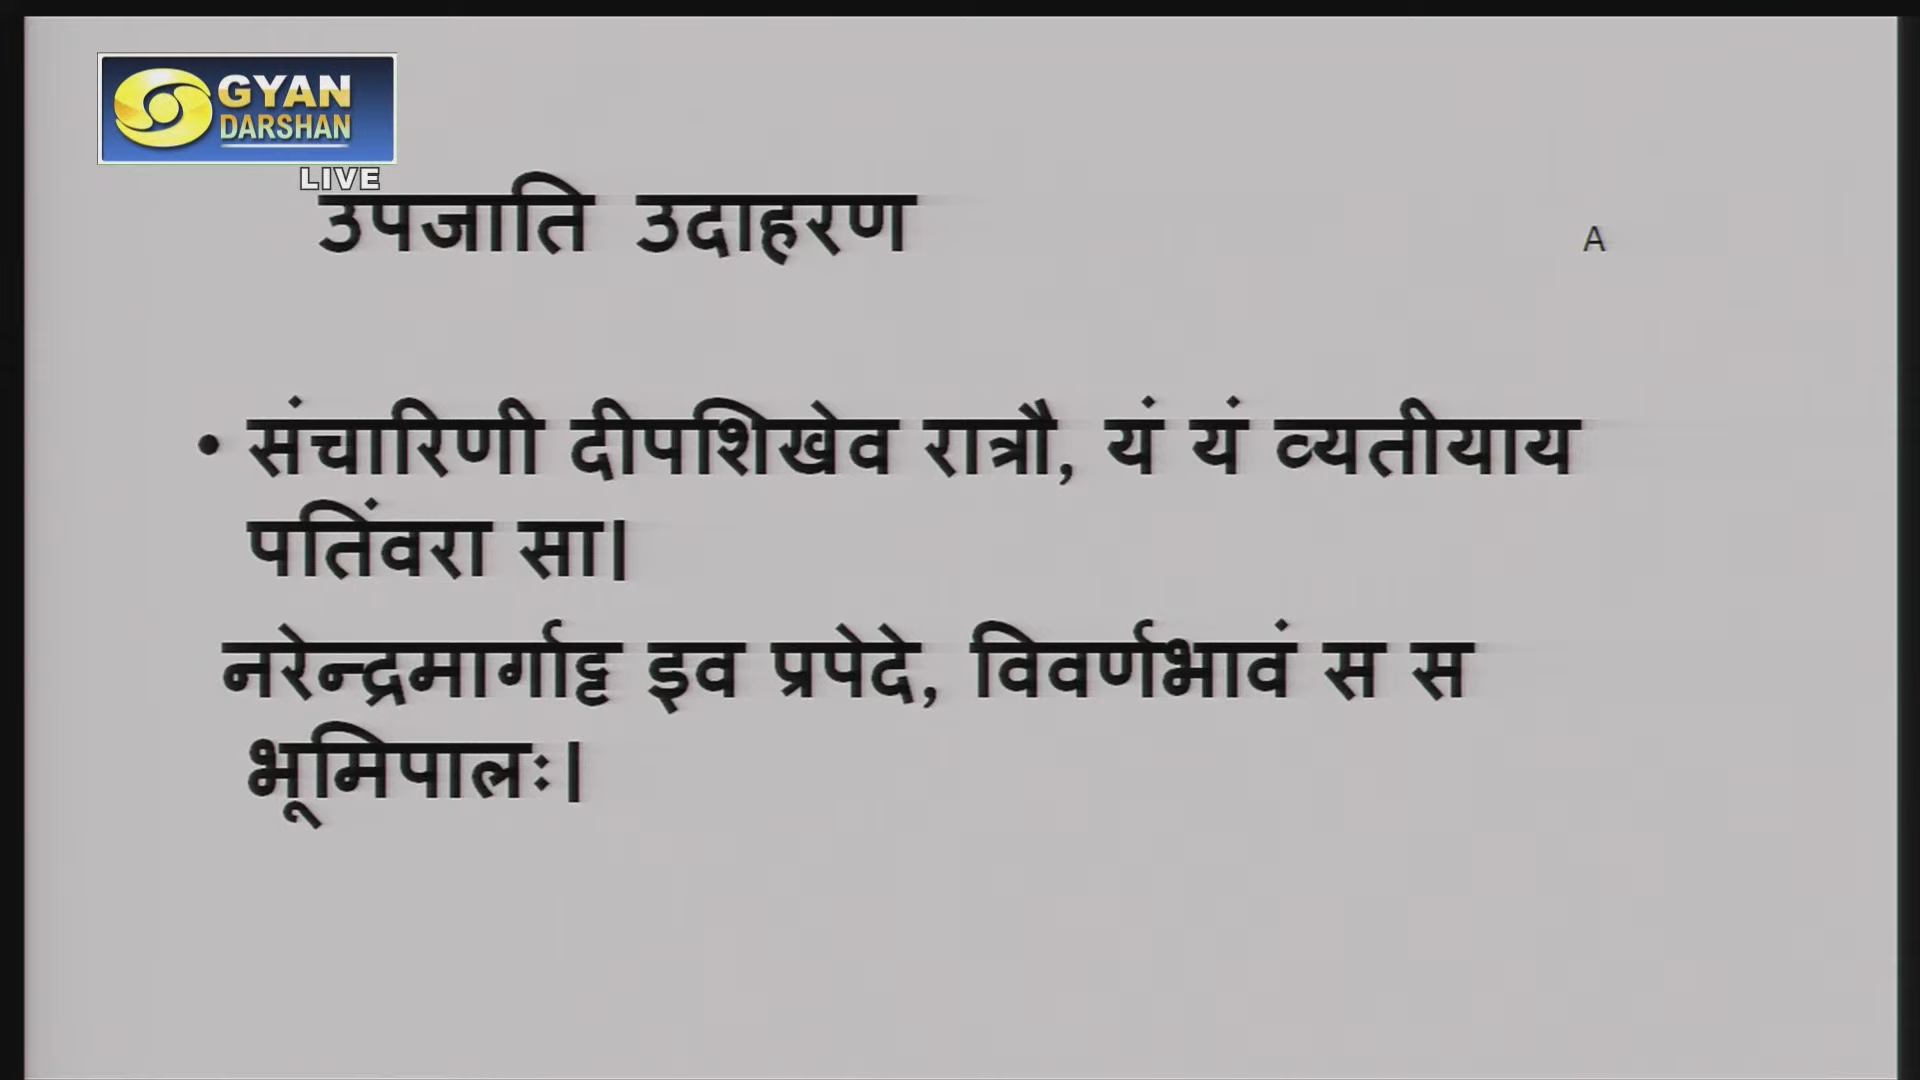 GYAN
DARSHAN
LIVE
उपजाति उदाहरण
A
• संचारिणी दीपशिखेव रात्रौ, यं यं व्यतीयाय
पतिंवरा सा।
नरेन्द्रमार्गाट्ट इव प्रपेदे, विवर्णभावं स स
भूमिपालः।